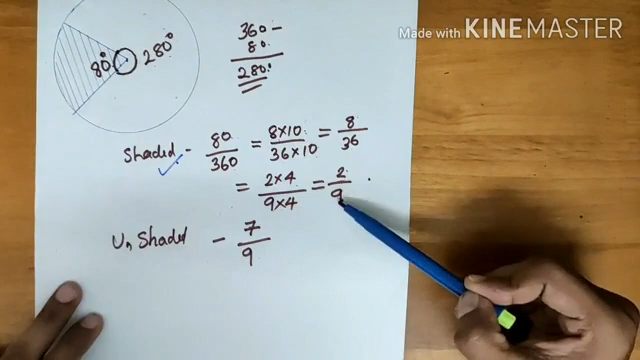 Made with KINEMASTER
80° 280°
360 -
80
280°
Shaded - 80/360 = 8×10/36×10 = 8/36
= 2×4/9×4 = 2/9
Un Shaded - 7/9